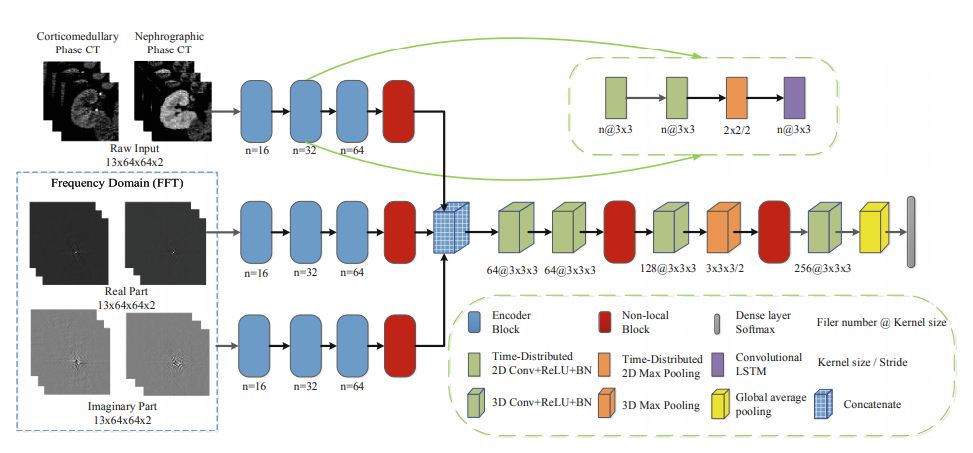 Corticomedullary
Phase CT
Nephrographic
Phase CT
Raw Input
13x64x64x2
n=16
n=32
n=64
n@3x3
n@3x3
2x2/2
n@3x3
Frequency Domain (FFT)
Real Part
13x64x64x2
n=16
n=32
n=64
64@3x3x3
64@3x3x3
128@3x3x3
3x3x3/2
256@3x3x3
Imaginary Part
13x64x64x2
n=16
n=32
n=64
Encoder
Block
Non-local
Block
Dense layer
Softmax
Filer number @ Kernel size
Time-Distributed
2D Conv+ReLU+BN
Time-Distributed
2D Max Pooling
Convolutional
LSTM
Kernel size / Stride
3D Conv+ReLU+BN
3D Max Pooling
Global average
pooling
Concatenate